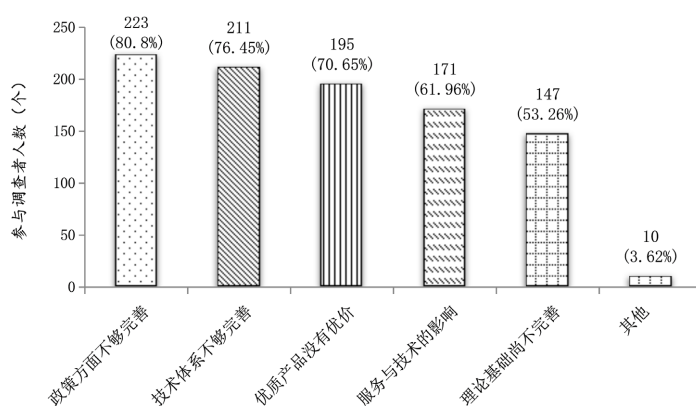 223
(80.8%)
211
(76.45%)
195
(70.65%)
171
(61.96%)
147
(53.26%)
10
(3.62%)
250
200
150
100
50
0
参与调查者人数（个）
政策方面不够完善
技术体系不够完善
优质产品没有优价
服务与技术的影响
理论基础尚不完善
其他